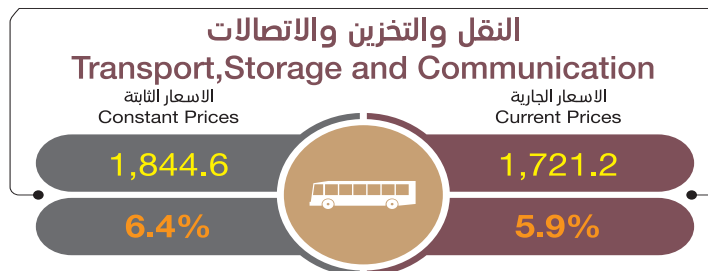 النقل والتخزين والاتصالات
Transport,Storage and Communication
الاسعار الثابتة
Constant Prices
1,844.6
6.4%
الاسعار الجارية
Current Prices
1,721.2
5.9%